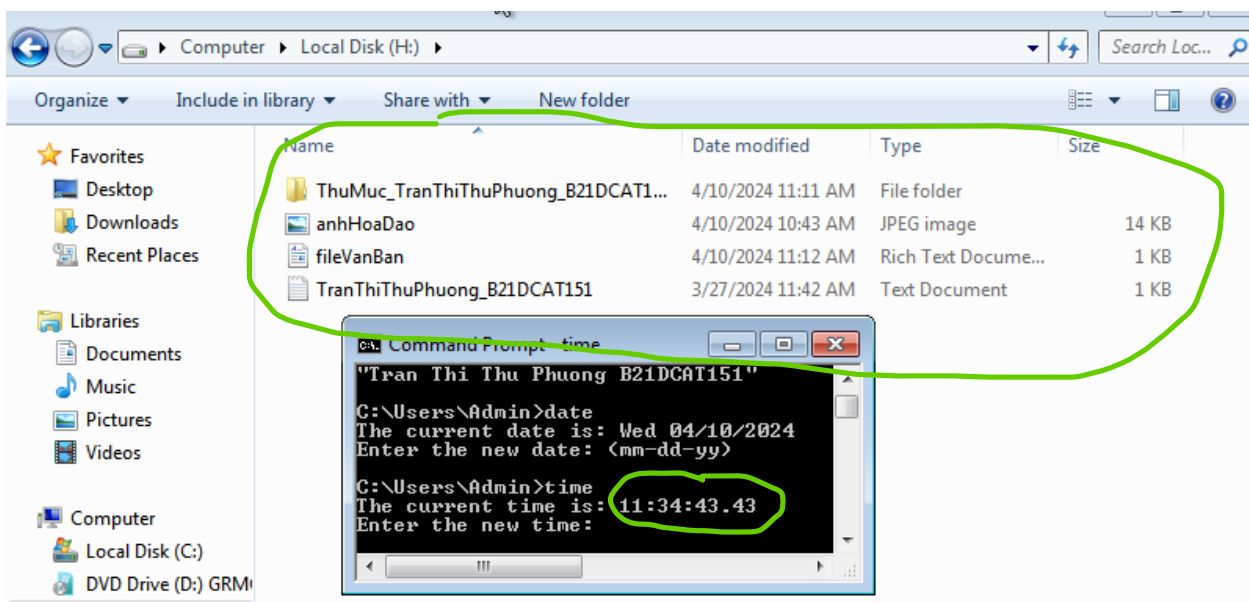 Computer Local Disk (H:) Search Loc...
Organize Include in library Share with New folder
Name Date modified Type Size
Favorites
Desktop
Downloads
Recent Places
Libraries
Documents
Music
Pictures
Videos
Computer
Local Disk (C:)
DVD Drive (D:) GRM
ThuMuc_TranThiThuPhuong_B21DCAT1... 4/10/2024 11:11 AM File folder
anhHoaDao 4/10/2024 10:43 AM JPEG image 14 KB
fileVanBan 4/10/2024 11:12 AM Rich Text Docume... 1 KB
TranThiThuPhuong_B21DCAT151 3/27/2024 11:42 AM Text Document 1 KB
Command Prompt - time
"Tran Thi Thu Phuong B21DCAT151"
C:\Users\Admin>date
The current date is: Wed 04/10/2024
Enter the new date: (mm-dd-yy)
C:\Users\Admin>time
The current time is: 11:34:43.43
Enter the new time: